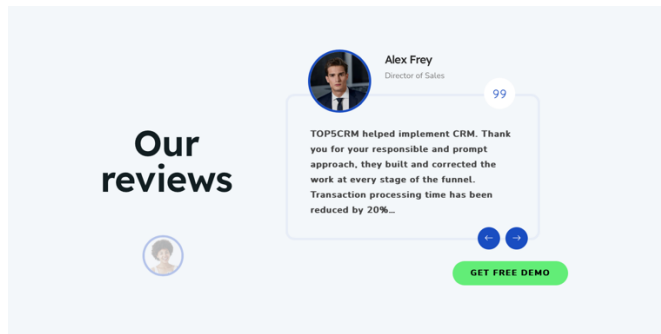 Our
reviews
Alex Frey
Director of Sales
99
TOP5CRM helped implement CRM. Thank
you for your responsible and prompt
approach, they built and corrected the
work at every stage of the funnel.
Transaction processing time has been
reduced by 20%...
← →
GET FREE DEMO